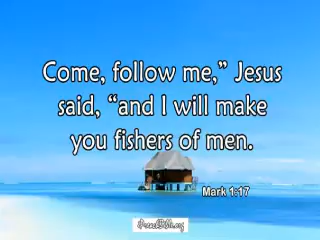 Come, follow me,” Jesus
said, “and I will make
you fishers of men.
Mark 1:17